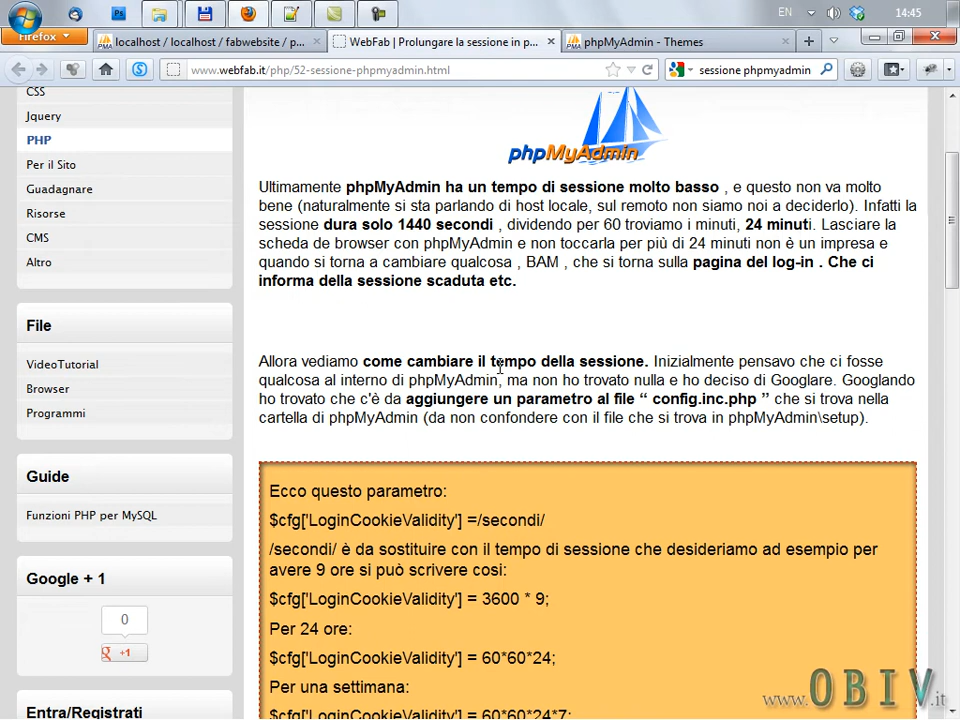 EN
14:45
Firefox
localhost / localhost / fabwebsite / p...
WebFab | Prolungare la sessione in p...
phpMyAdmin - Themes
www.webfab.it/php/52-sessione-phpmyadmin.html
sessione phpmyadmin
CSS
Jquery
PHP
Per il Sito
Guadagnare
Risorse
CMS
Altro
File
VideoTutorial
Browser
Programmi
Guide
Funzioni PHP per MySQL
Google + 1
0
+1
Entra/Registrati
phpMyAdmin
Ultimamente phpMyAdmin ha un tempo di sessione molto basso , e questo non va molto
bene (naturalmente si sta parlando di host locale, sul remoto non siamo noi a deciderlo). Infatti la
sessione dura solo 1440 secondi , dividendo per 60 troviamo i minuti, 24 minuti. Lasciare la
scheda de browser con phpMyAdmin e non toccarla per più di 24 minuti non è un impresa e
quando si torna a cambiare qualcosa , BAM , che si torna sulla pagina del log-in . Che ci
informa della sessione scaduta etc.
Allora vediamo come cambiare il tempo della sessione. Inizialmente pensavo che ci fosse
qualcosa al interno di phpMyAdmin, ma non ho trovato nulla e ho deciso di Googlare. Googlando
ho trovato che c'è da aggiungere un parametro al file “ config.inc.php ” che si trova nella
cartella di phpMyAdmin (da non confondere con il file che si trova in phpMyAdmin\setup).
Ecco questo parametro:
$cfg['LoginCookieValidity'] =/secondi/
/secondi/ è da sostituire con il tempo di sessione che desideriamo ad esempio per
avere 9 ore si può scrivere cosi:
$cfg['LoginCookieValidity'] = 3600 * 9;
Per 24 ore:
$cfg['LoginCookieValidity'] = 60*60*24;
Per una settimana:
$cfg['LoginCookieValidity'] = 60*60*24*7;
www.OBIV.it